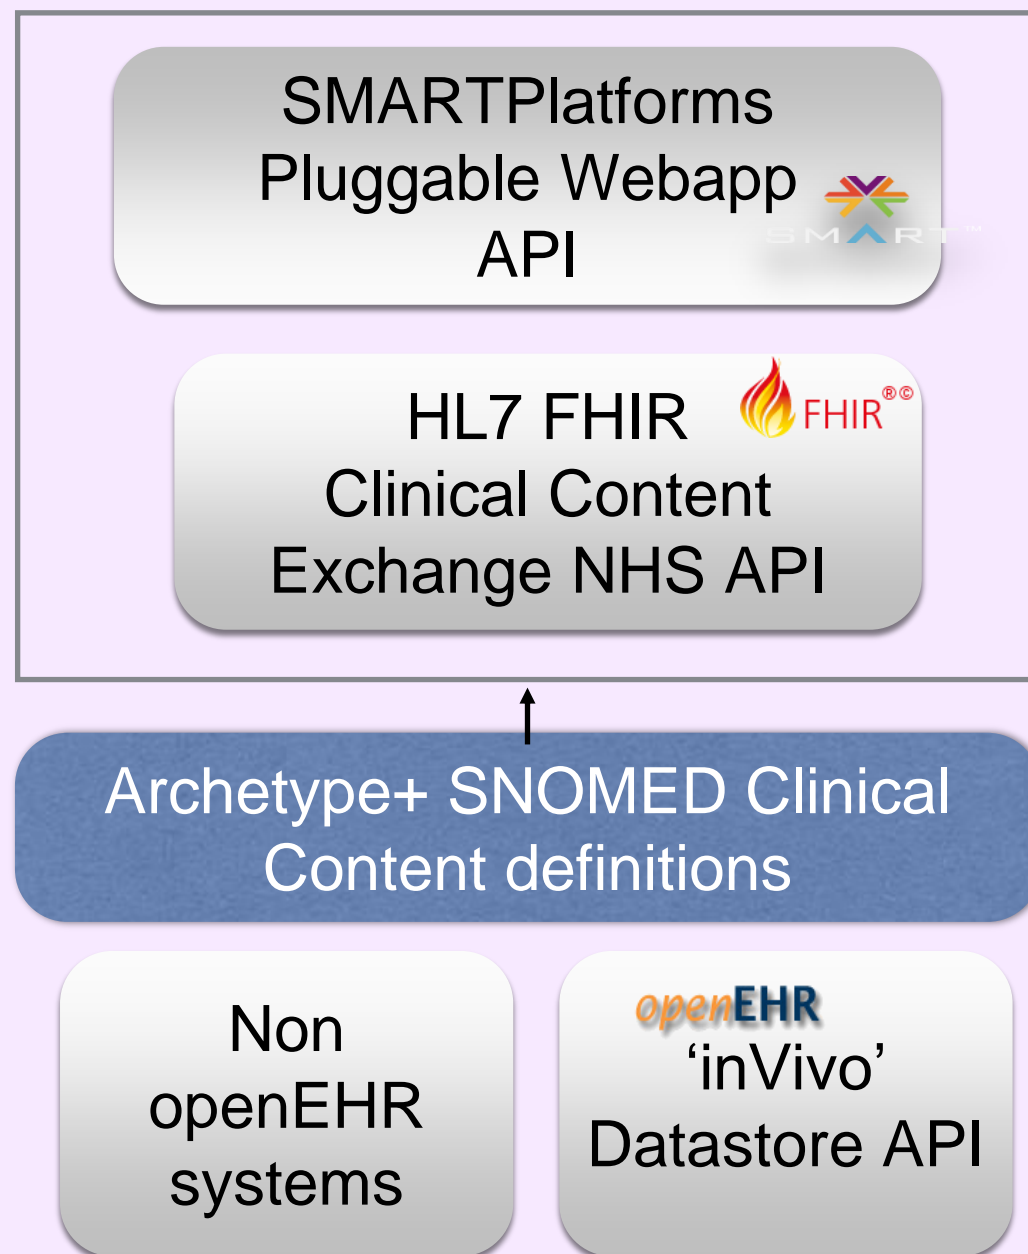 SMARTPlatforms
Pluggable Webapp
API
SMART™
HL7 FHIR
FHIR®©
Clinical Content
Exchange NHS API
Archetype+ SNOMED Clinical
Content definitions
Non
openEHR
systems
openEHR
‘inVivo’
Datastore API